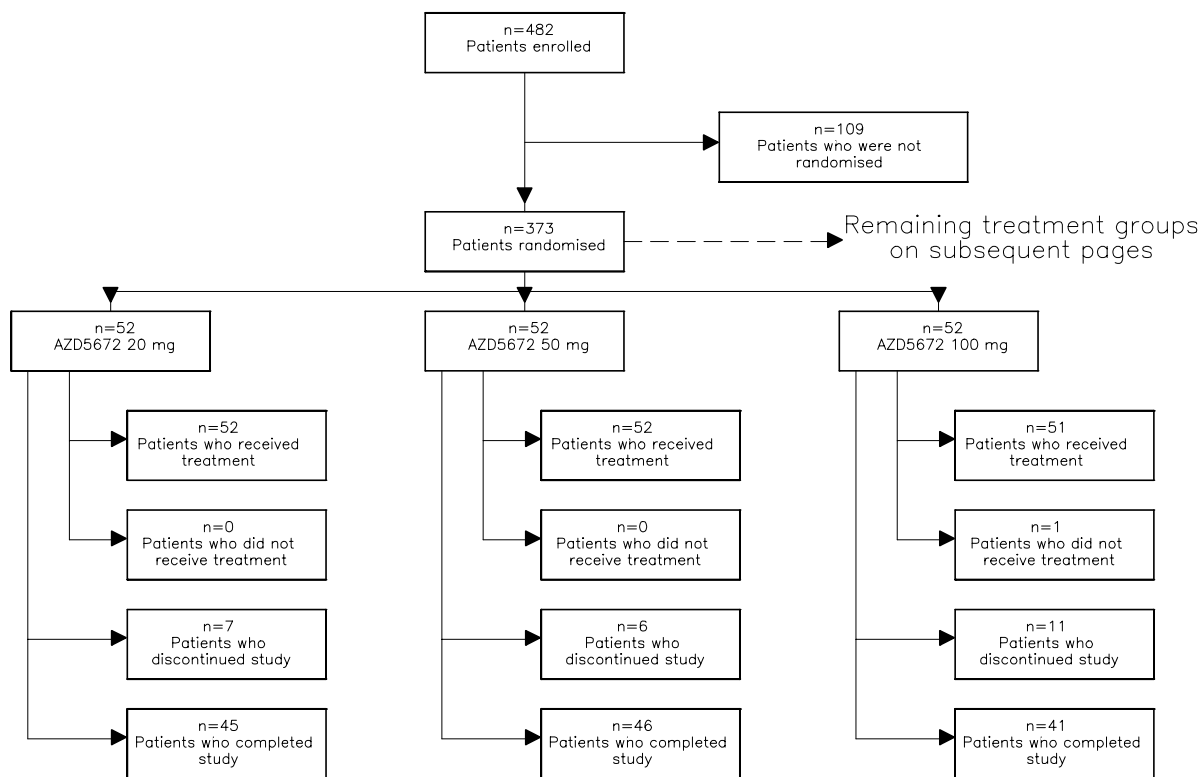 n=482
Patients enrolled
n=109
Patients who were not
randomised
n=373
Patients randomised
Remaining treatment groups
on subsequent pages
n=52
AZD5672 20 mg
n=52
Patients who received
treatment
n=0
Patients who did not
receive treatment
n=7
Patients who
discontinued study
n=45
Patients who completed
study
n=52
AZD5672 50 mg
n=52
Patients who received
treatment
n=0
Patients who did not
receive treatment
n=6
Patients who
discontinued study
n=46
Patients who completed
study
n=52
AZD5672 100 mg
n=51
Patients who received
treatment
n=1
Patients who did not
receive treatment
n=11
Patients who
discontinued study
n=41
Patients who completed
study